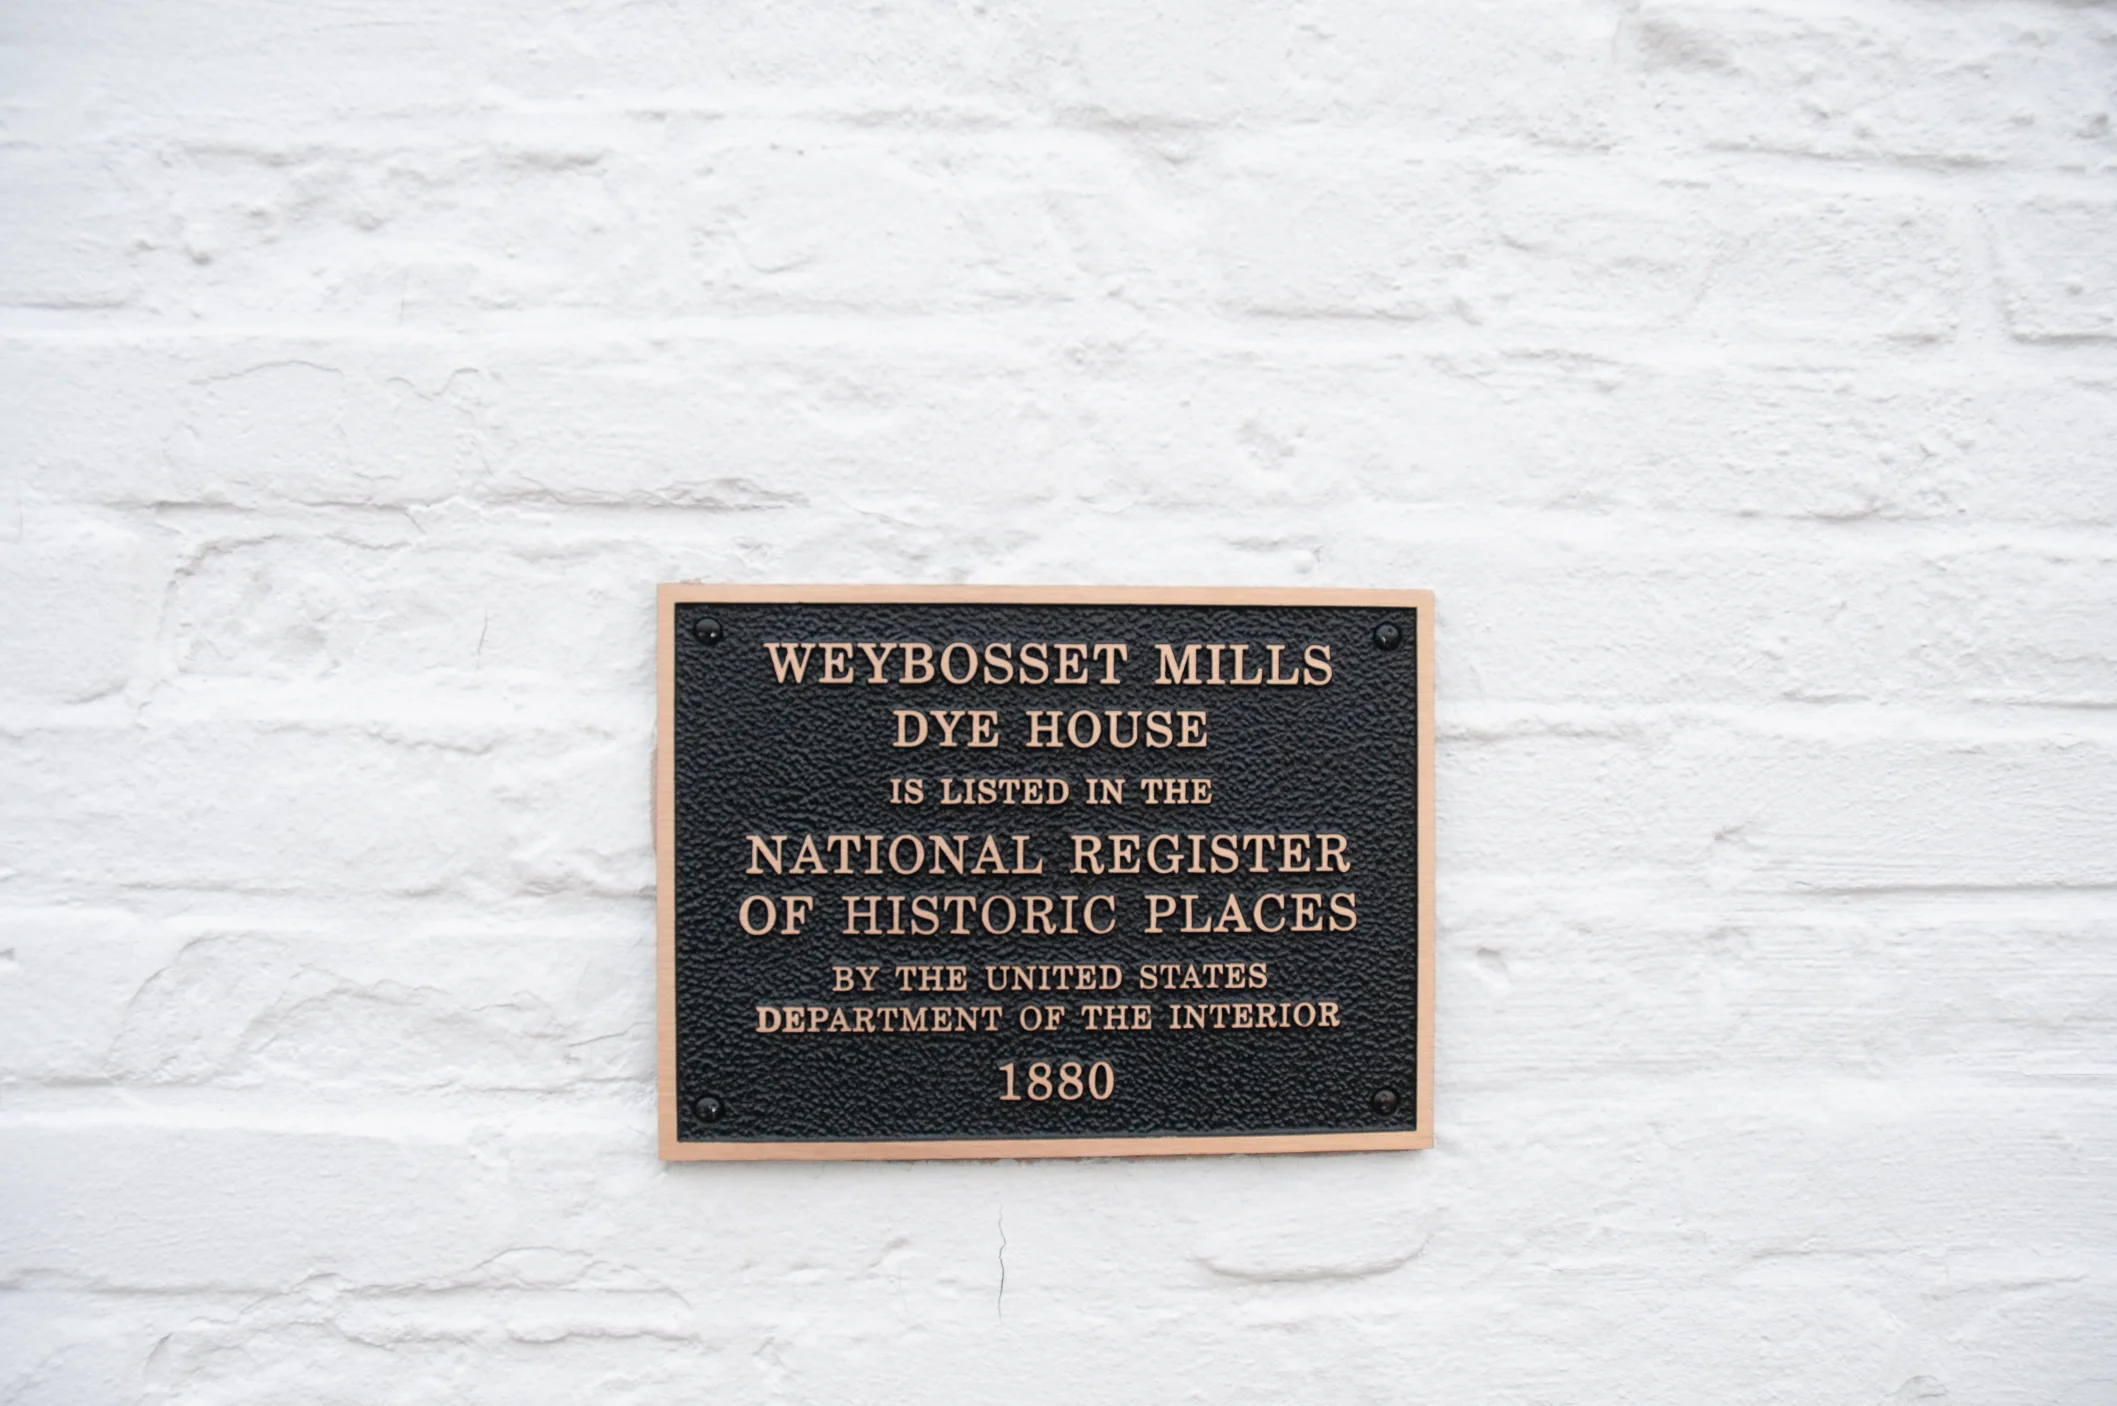 WEYBOSSET MILLS
DYE HOUSE
IS LISTED IN THE
NATIONAL REGISTER
OF HISTORIC PLACES
BY THE UNITED STATES
DEPARTMENT OF THE INTERIOR
1880